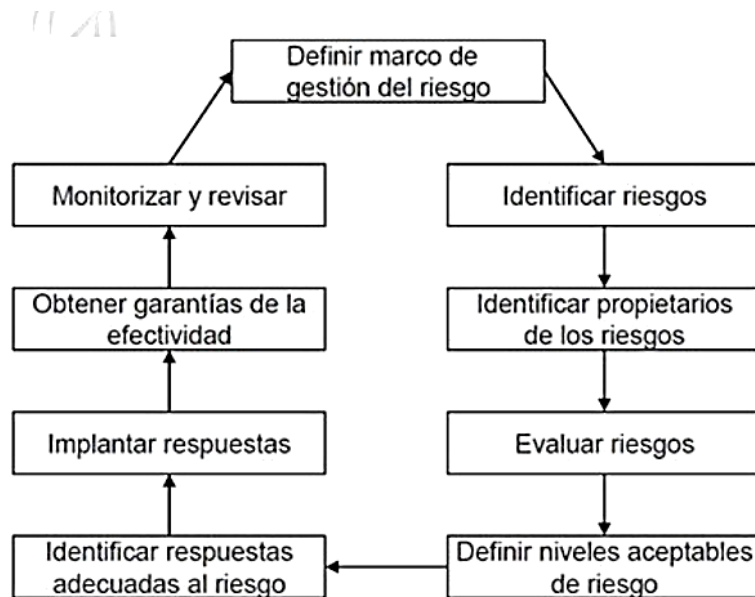 Definir marco de
gestión del riesgo
Identificar riesgos
Identificar propietarios
de los riesgos
Evaluar riesgos
Definir niveles aceptables
de riesgo
Identificar respuestas
adecuadas al riesgo
Implantar respuestas
Obtener garantías de la
efectividad
Monitorizar y revisar